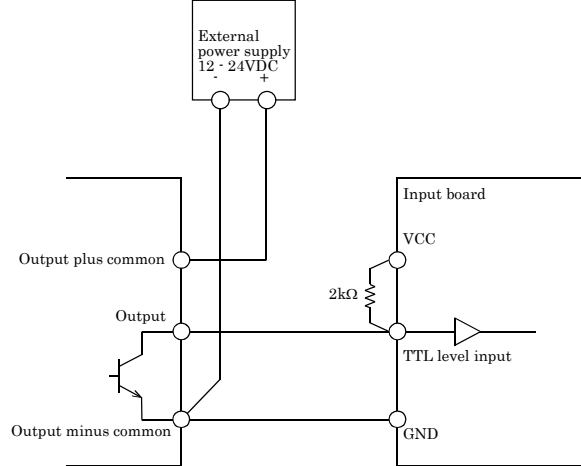 External
power supply
12 - 24VDC
- +
Input board
VCC
Output plus common
2kΩ
Output
TTL level input
Output minus common
GND